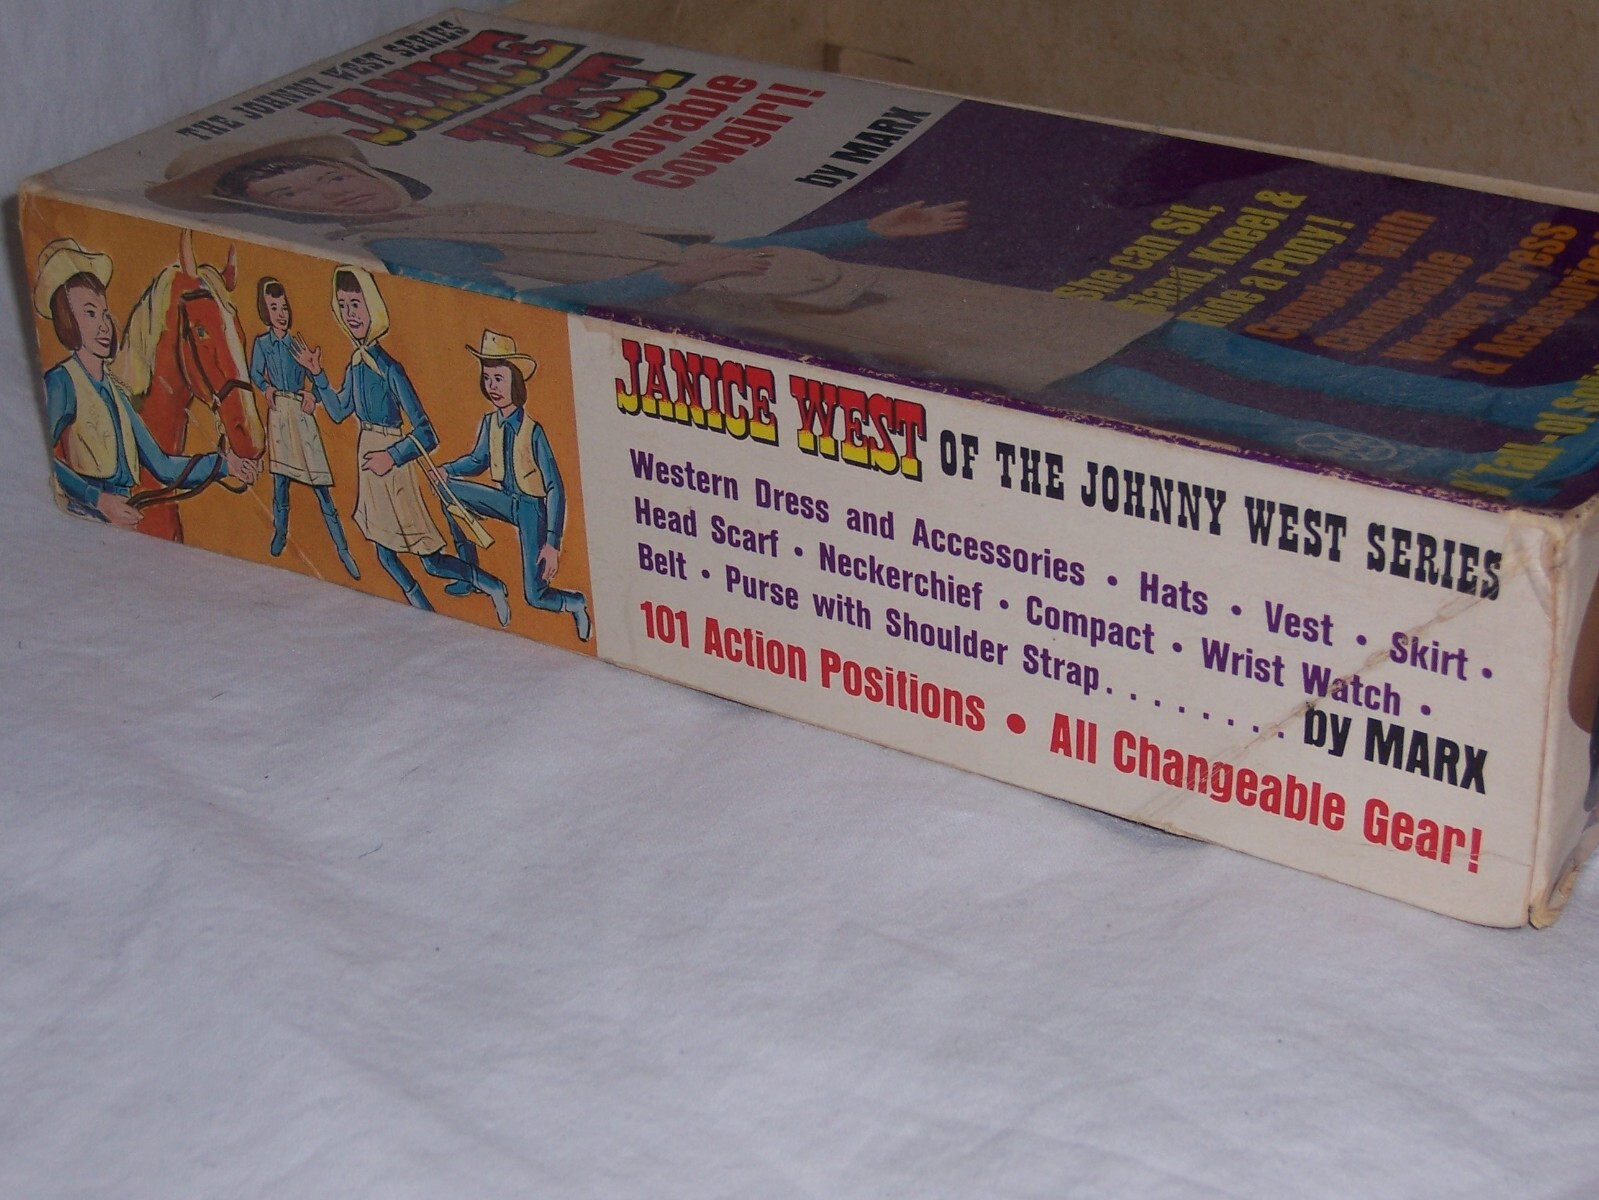 THE JOHNNY WEST SERIES
JANICE
WEST
Movable
Cowgirl!
by MARX
She can Sit,
Stand, Kneel &
Ride a Pony!
Complete with
Changeable
Western Dress
& Accessories!
JANICE WEST OF THE JOHNNY WEST SERIES
Western Dress and Accessories • Hats • Vest • Skirt •
Head Scarf • Neckerchief • Compact • Wrist Watch •
Belt • Purse with Shoulder Strap........ by MARX
101 Action Positions • All Changeable Gear!